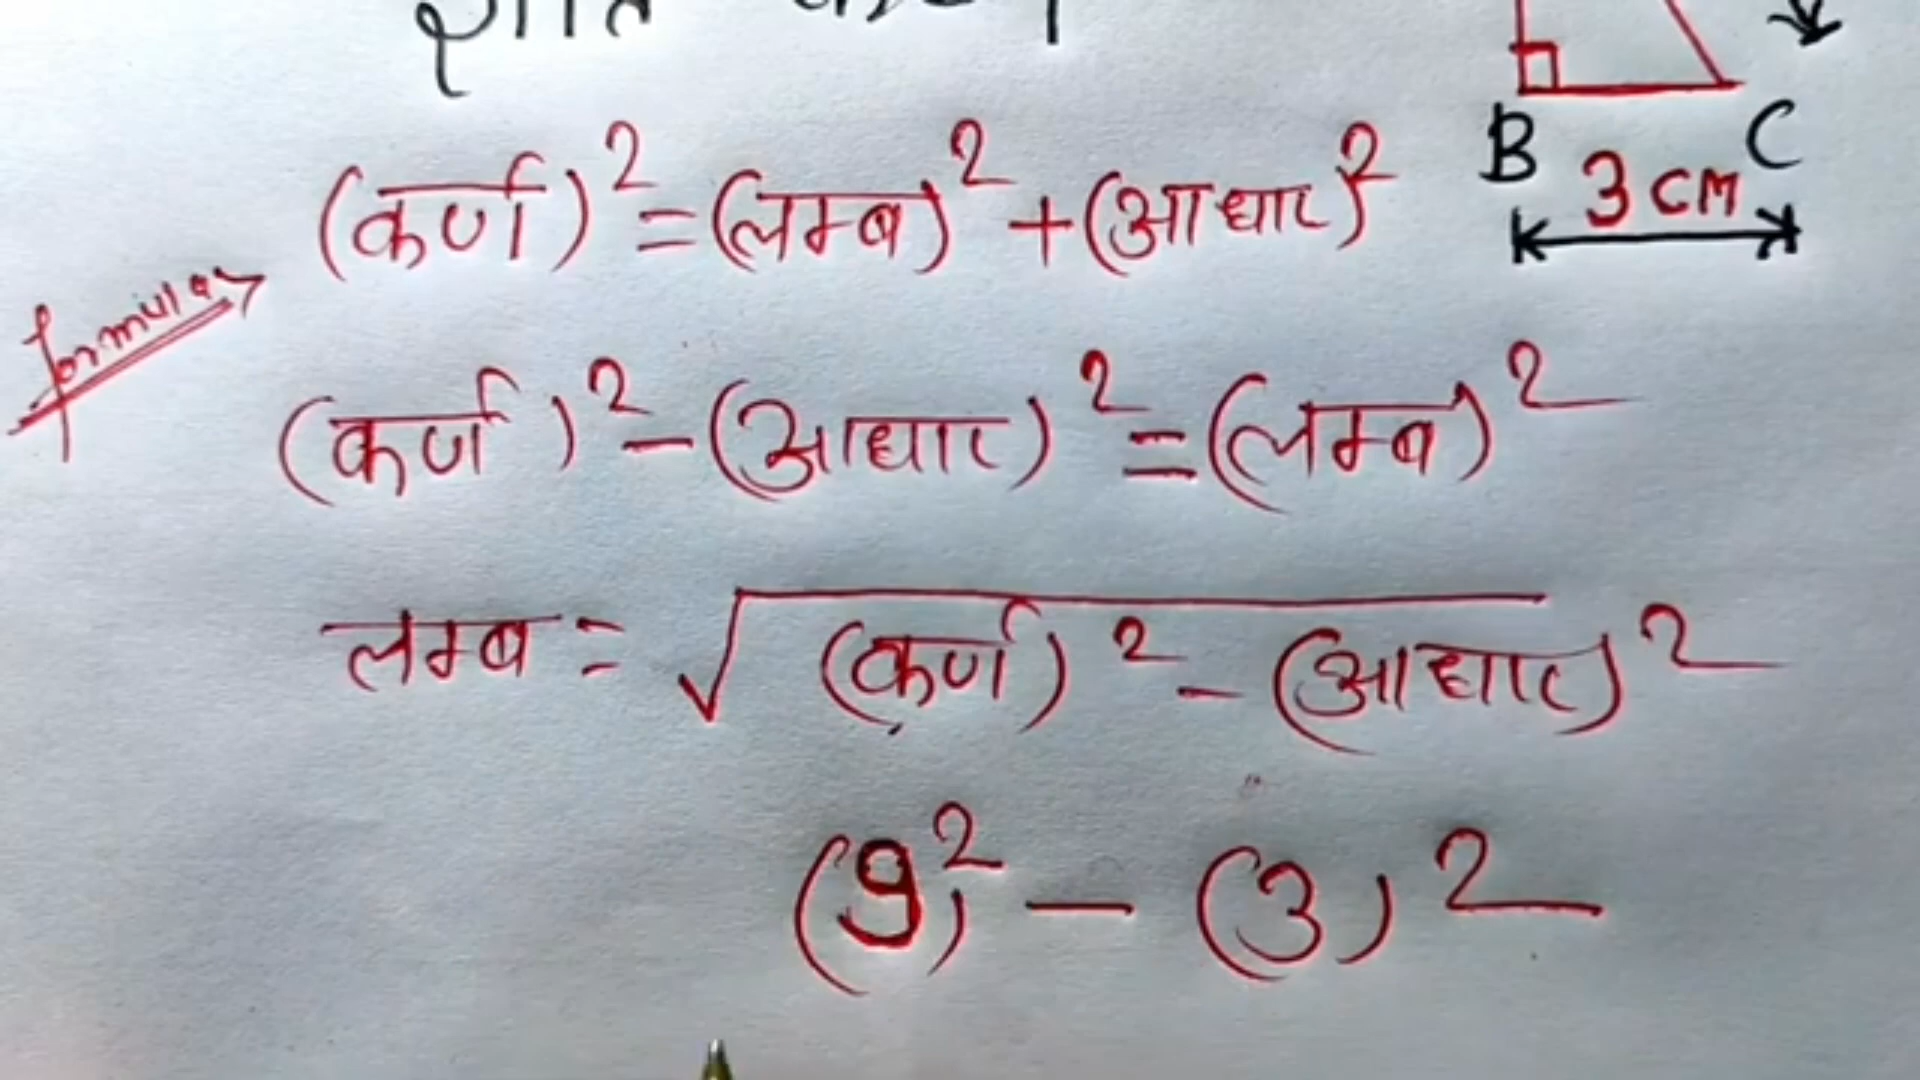 B C
3 CM
(कर्ण)² = (लम्ब)² + (आधार)²
formula
(कर्ण)² - (आधार)² = (लम्ब)²
लम्ब = √(कर्ण)² - (आधार)²
(9)² - (3)²